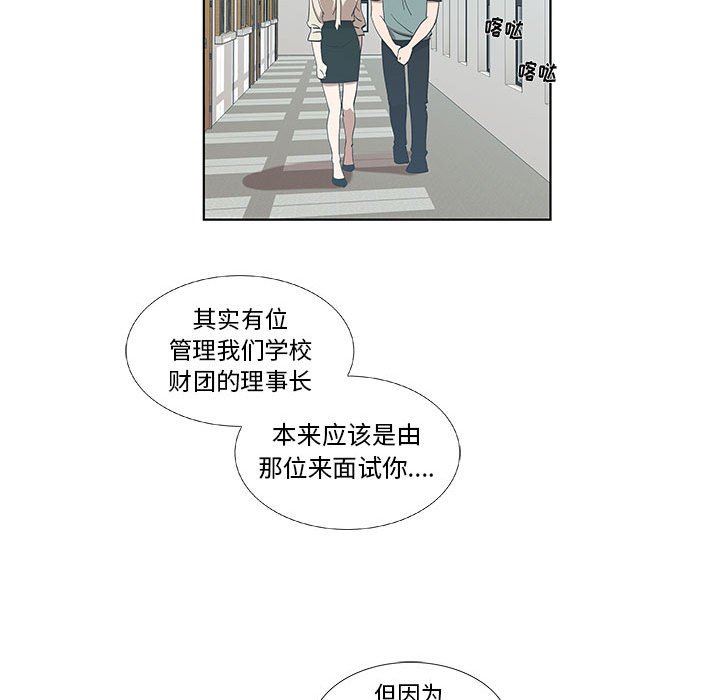 喀哒
喀哒
其实有位
管理我们学校
财团的理事长
本来应该是由
那位来面试你....
但因为